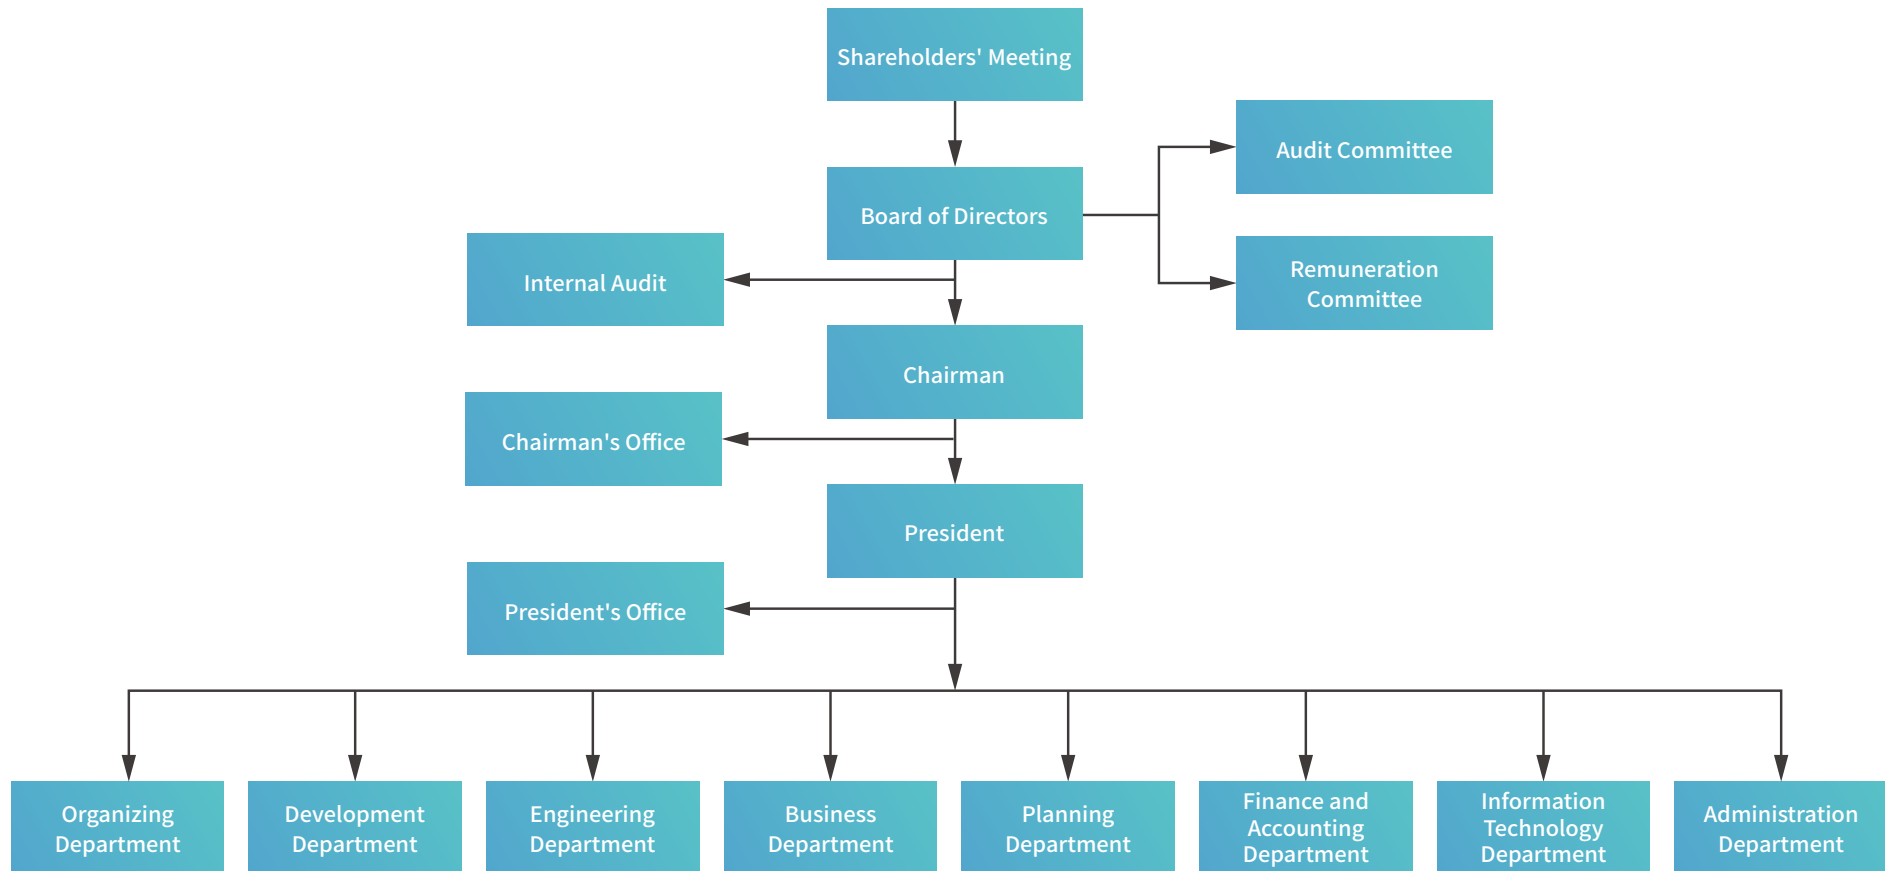 Shareholders' Meeting
Audit Committee
Board of Directors
Internal Audit
Remuneration
Committee
Chairman
Chairman's Office
President
President's Office
Organizing
Department
Development
Department
Engineering
Department
Business
Department
Planning
Department
Finance and
Accounting
Department
Information
Technology
Department
Administration
Department